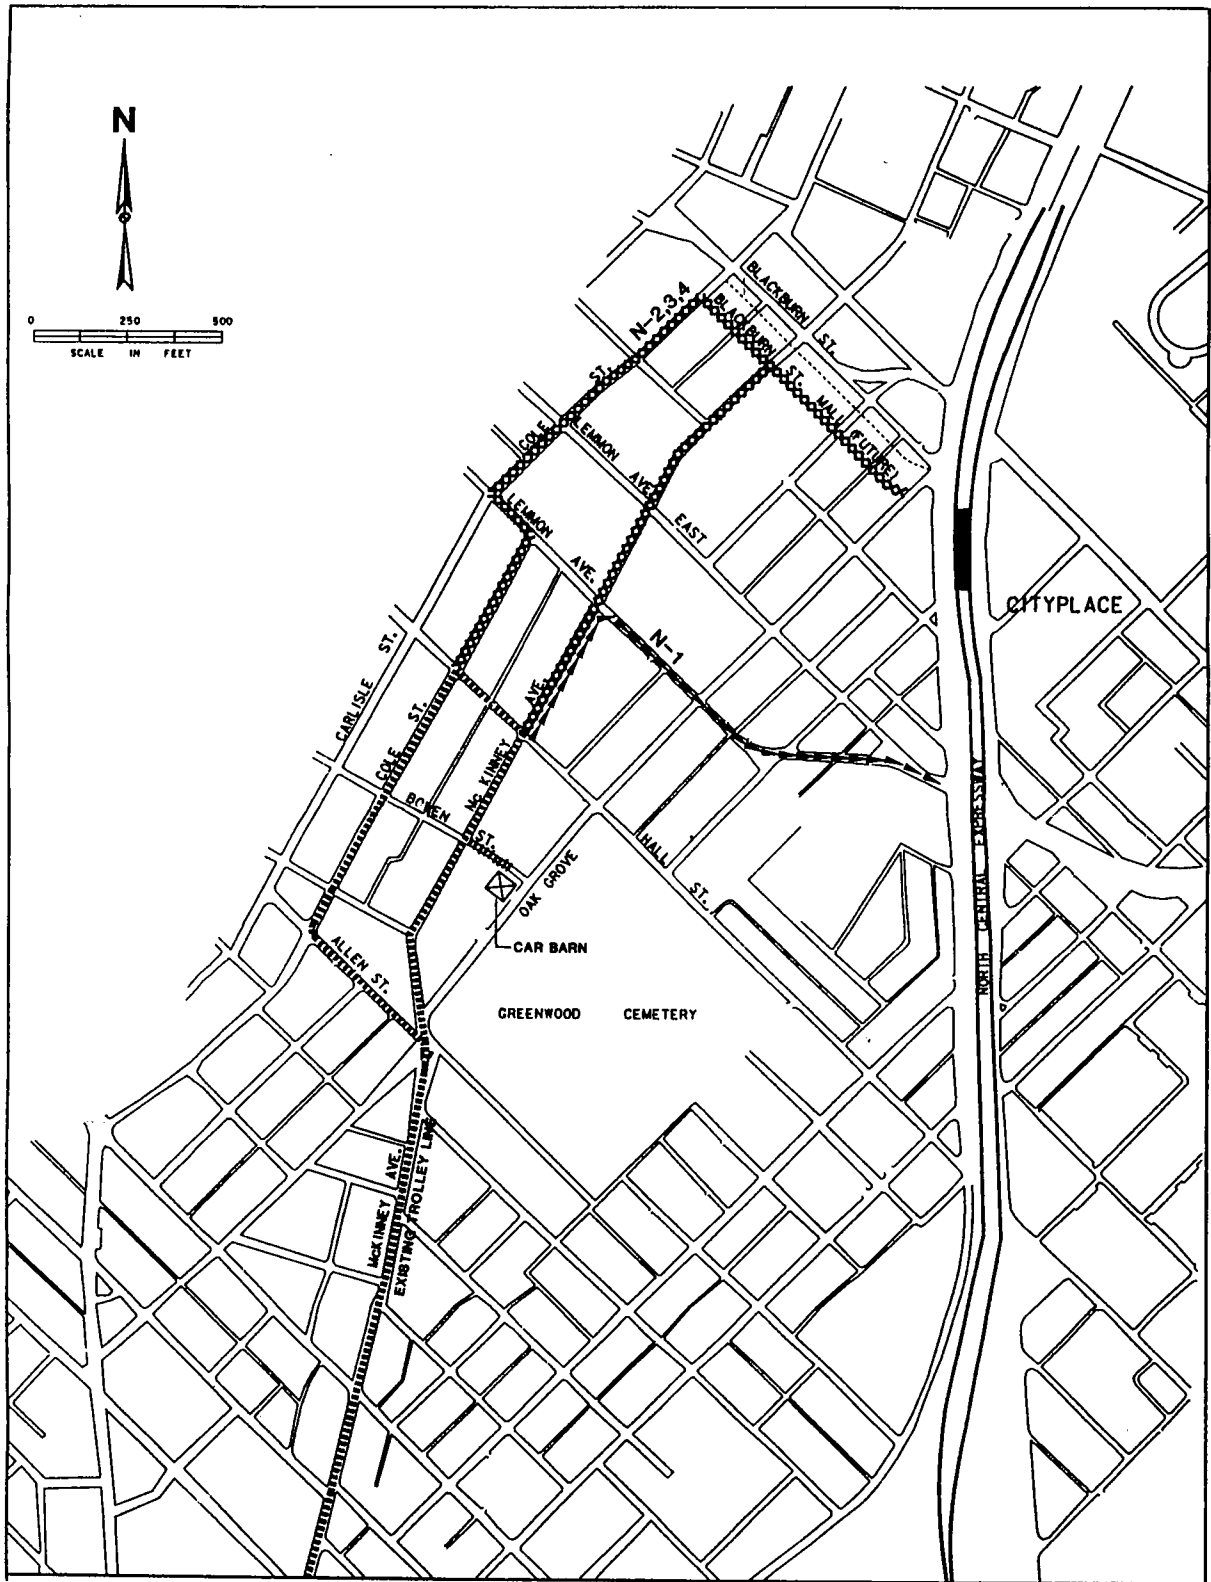 N
0 250 500
SCALE IN FEET
BLACKBURN ST.
N-2,3,4
BLACKBURN ST. MALL (FUTURE)
COLE ST.
LEMMON AVE. EAST
LEMMON AVE.
CITYPLACE
N-1
CARLISLE ST.
COLE ST.
Mc KINNEY AVE.
BOWEN ST.
HALL ST.
OAK GROVE
NORTH CENTRAL EXPRESSWAY
CAR BARN
ALLEN ST.
GREENWOOD CEMETERY
McKINNEY AVE.
EXISTING TROLLEY LINE